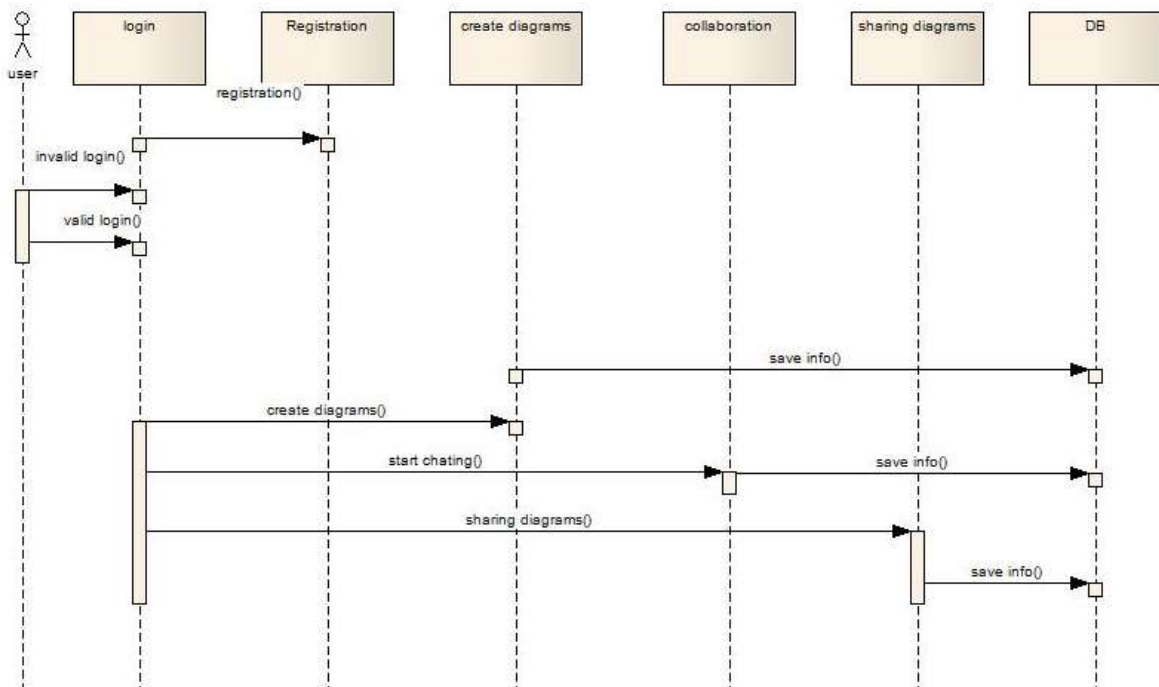 login
Registration
create diagrams
collaboration
sharing diagrams
DB
user
registration()
invalid login()
valid login()
save info()
create diagrams()
start chating()
save info()
sharing diagrams()
save info()